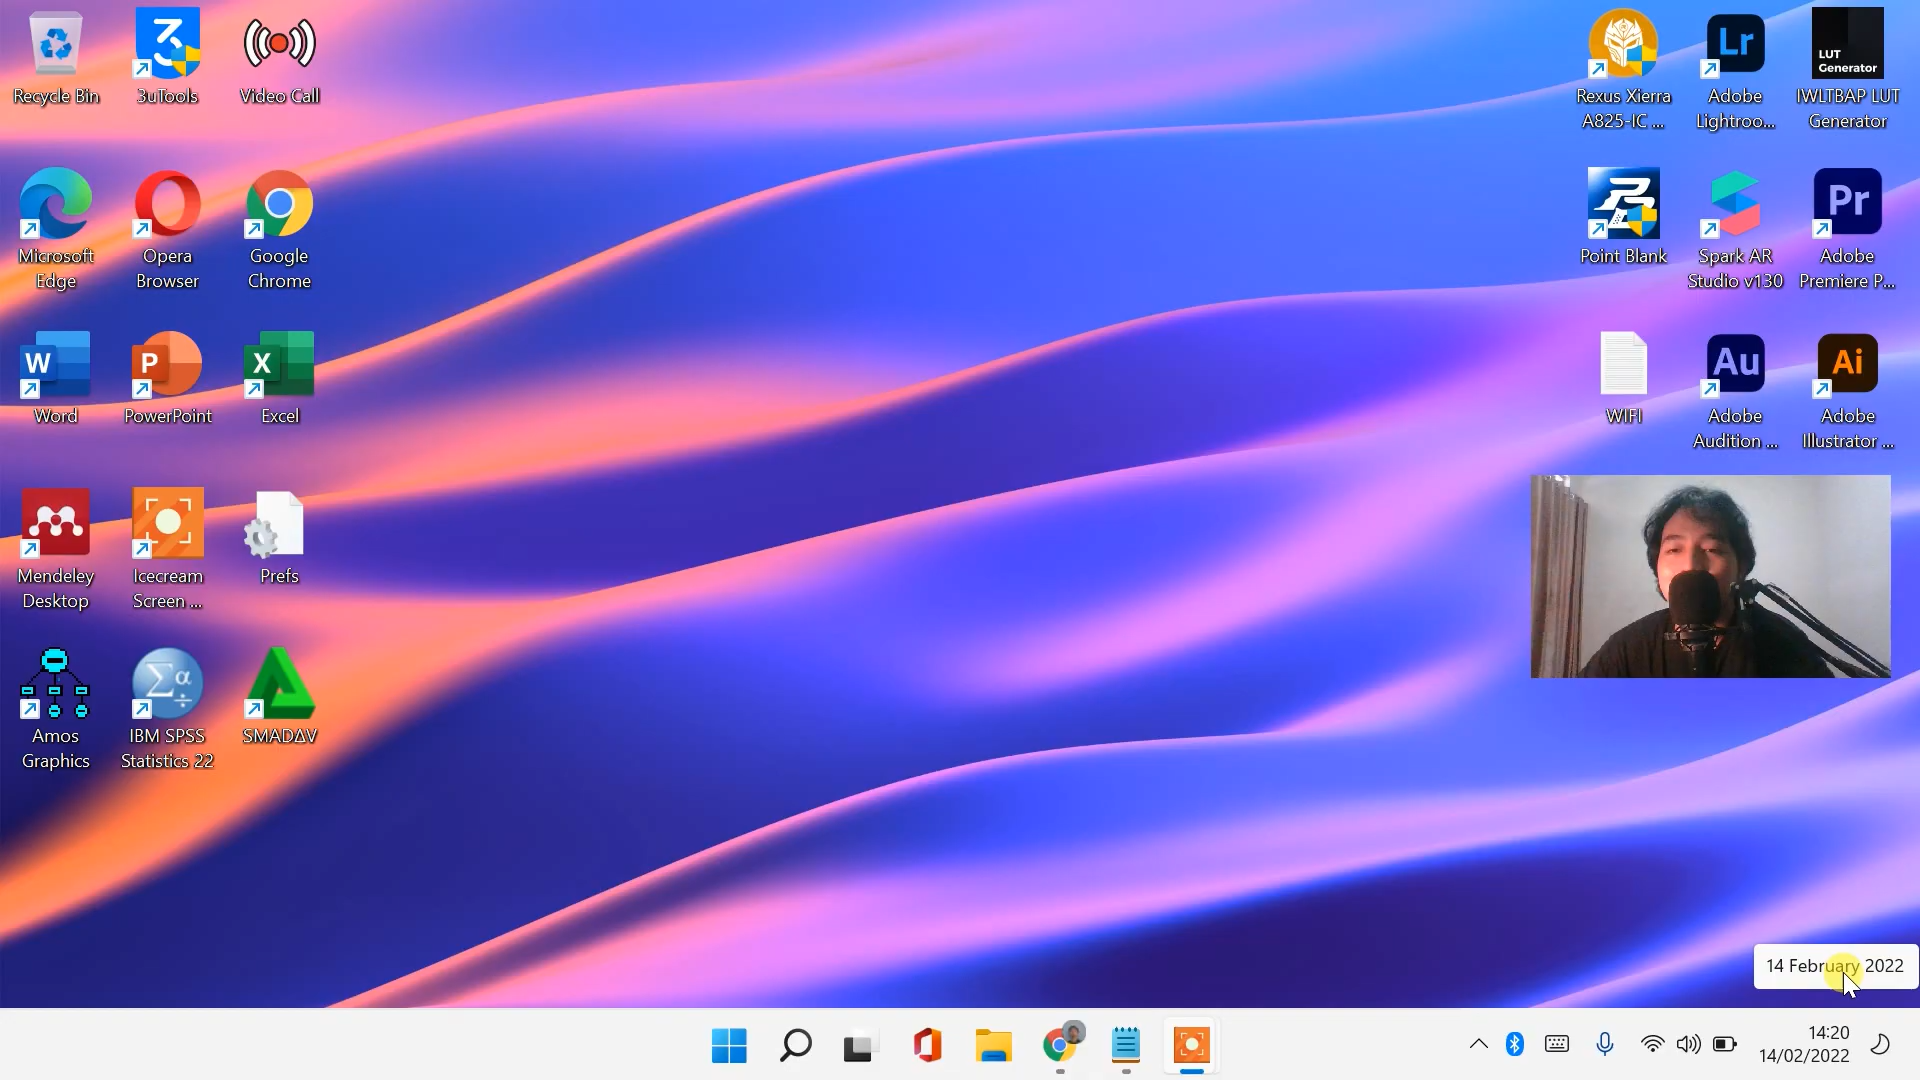 Recycle Bin
3uTools
Video Call
Rexus Xierra
A825-IC ...
Lr
Adobe
Lightroo...
LUT
Generator
IWLTBAP LUT
Generator
Microsoft
Edge
Opera
Browser
Google
Chrome
Point Blank
Spark AR
Studio v130
Pr
Adobe
Premiere P...
W
Word
P
PowerPoint
X
Excel
WIFI
Au
Adobe
Audition ...
Ai
Adobe
Illustrator ...
Mendeley
Desktop
Icecream
Screen ...
Prefs
Amos
Graphics
Σα
÷
IBM SPSS
Statistics 22
SMADΔV
14 February 2022
14:20
14/02/2022